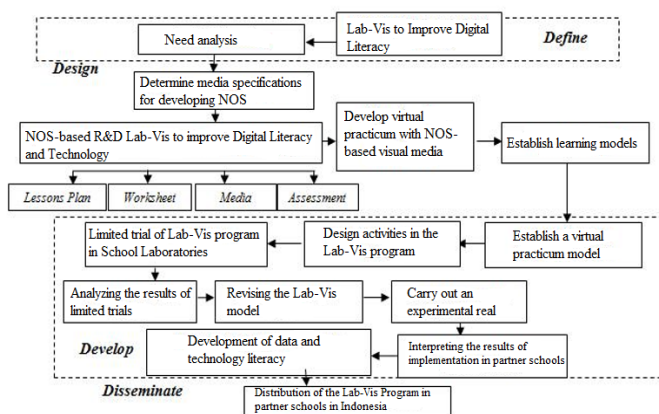 Lab-Vis to Improve Digital
Literacy
Need analysis
Define
Design
Determine media specifications
for developing NOS
NOS-based R&D Lab-Vis to improve Digital Literacy
and Technology
Develop virtual
practicum with NOS-
based visual media
Establish learning models
Lessons Plan
Worksheet
Media
Assessment
Limited trial of Lab-Vis program
in School Laboratories
Design activities in the
Lab-Vis program
Establish a virtual
practicum model
Analyzing the results of
limited trials
Revising the Lab-Vis
model
Carry out an
experimental real
Develop
Development of data and
technology literacy
Interpreting the results of
implementation in partner schools
Disseminate
Distribution of the Lab-Vis Program in
partner schools in Indonesia